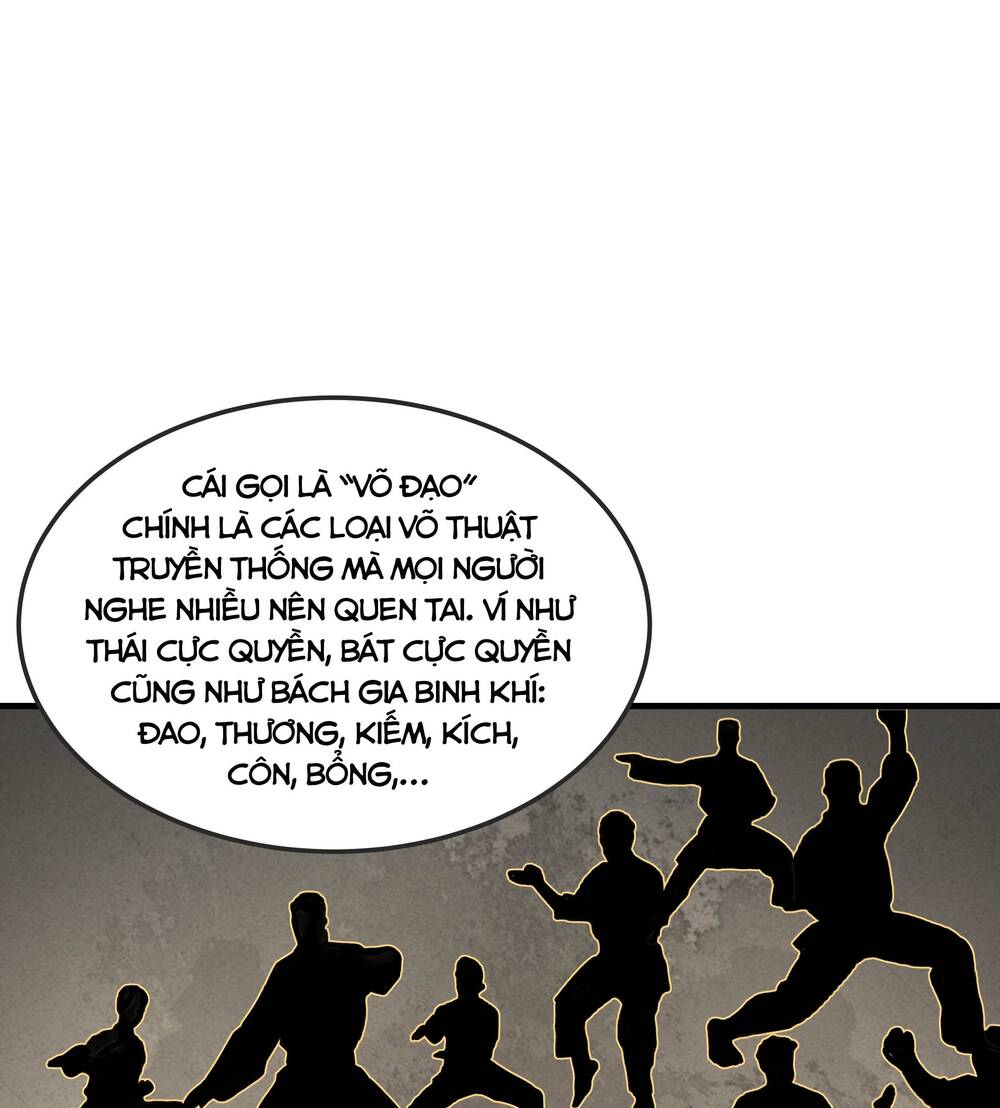 CÁI GỌI LÀ "VÕ ĐẠO"
CHÍNH LÀ CÁC LOẠI VÕ THUẬT
TRUYỀN THỐNG MÀ MỌI NGƯỜI
NGHE NHIỀU NÊN QUEN TAI. VÍ NHƯ
THÁI CỰC QUYỀN, BÁT CỰC QUYỀN
CŨNG NHƯ BÁCH GIA BINH KHÍ:
ĐAO, THƯƠNG, KIẾM, KÍCH,
CÔN, BỔNG,...